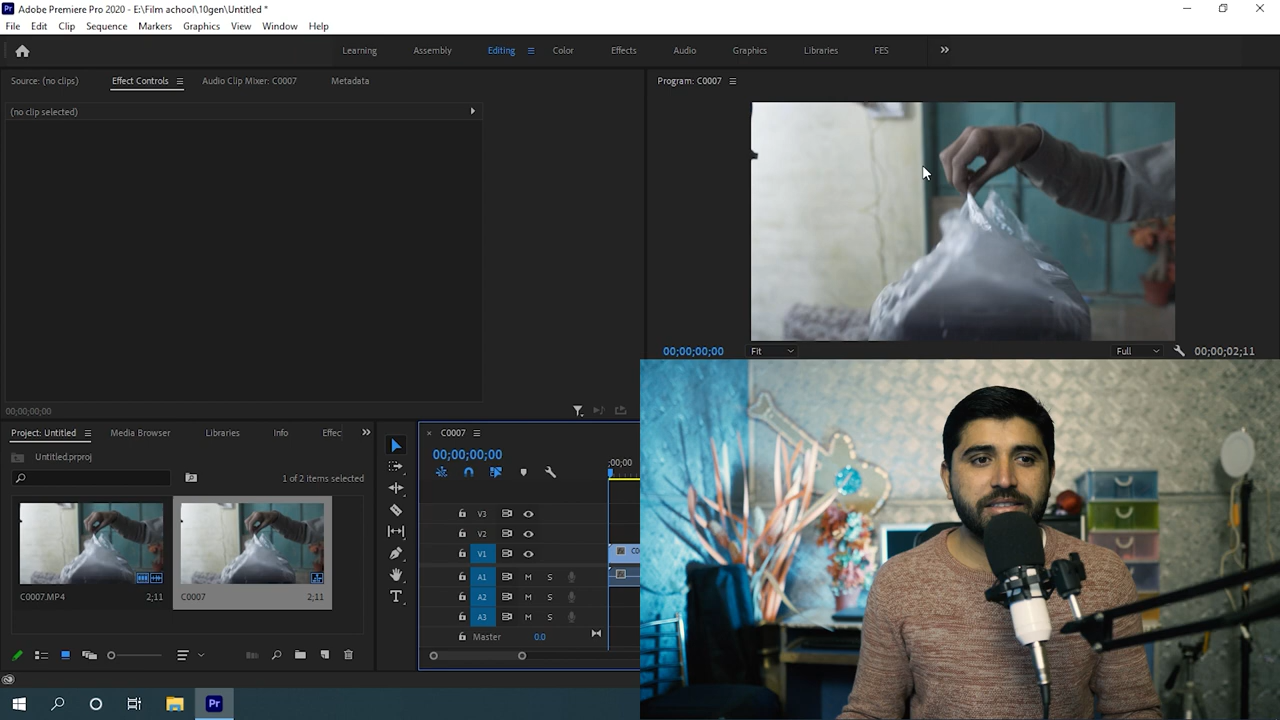 Adobe Premiere Pro 2020 - E:\Film achool\10gen\Untitled *
File Edit Clip Sequence Markers Graphics View Window Help
Learning Assembly Editing Color Effects Audio Graphics Libraries FES
Source: (no clips) Effect Controls Audio Clip Mixer: C0007 Metadata
Program: C0007
(no clip selected)
00;00;00;00 Fit Full 00;00;02;11
00;00;00;00
Project: Untitled Media Browser Libraries Info Effec
Untitled.prproj
1 of 2 items selected
C0007.MP4 2;11
C0007 2;11
C0007
00;00;00;00
;00;00
V3
V2
V1
A1 M S
A2 M S
A3 M S
Master 0.0
Pr